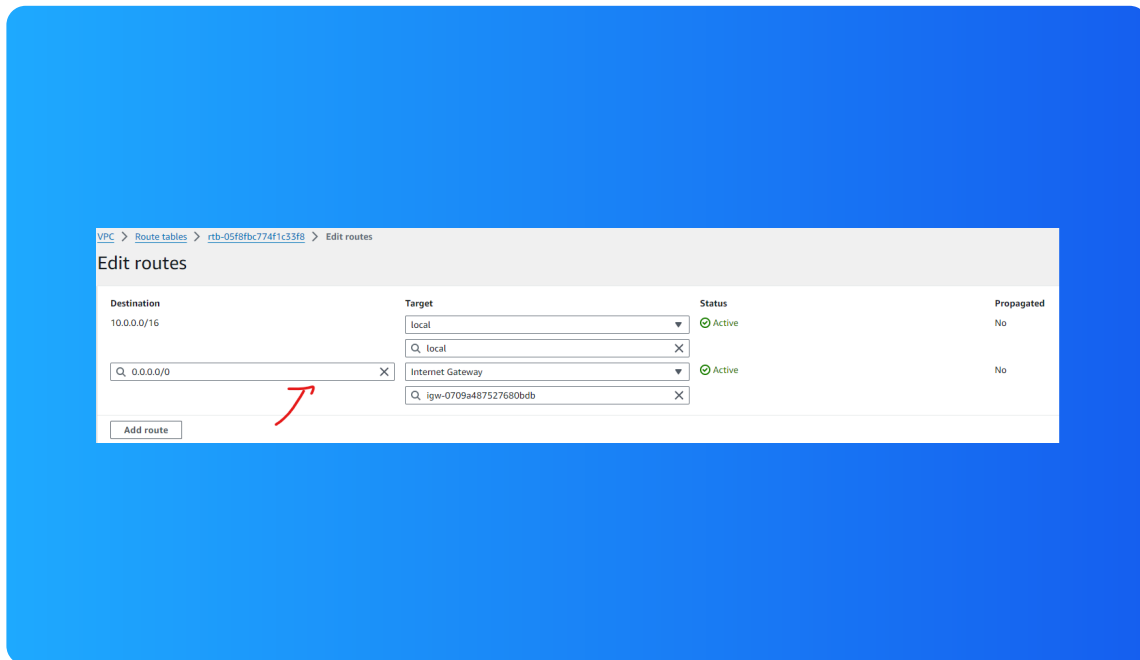 VPC > Route tables > rtb-05f8fbc774f1c33f8 > Edit routes
Edit routes
Destination Target Status Propagated
10.0.0.0/16 local Active No
local
0.0.0.0/0 Internet Gateway Active No
igw-0709a487527680bdb
Add route